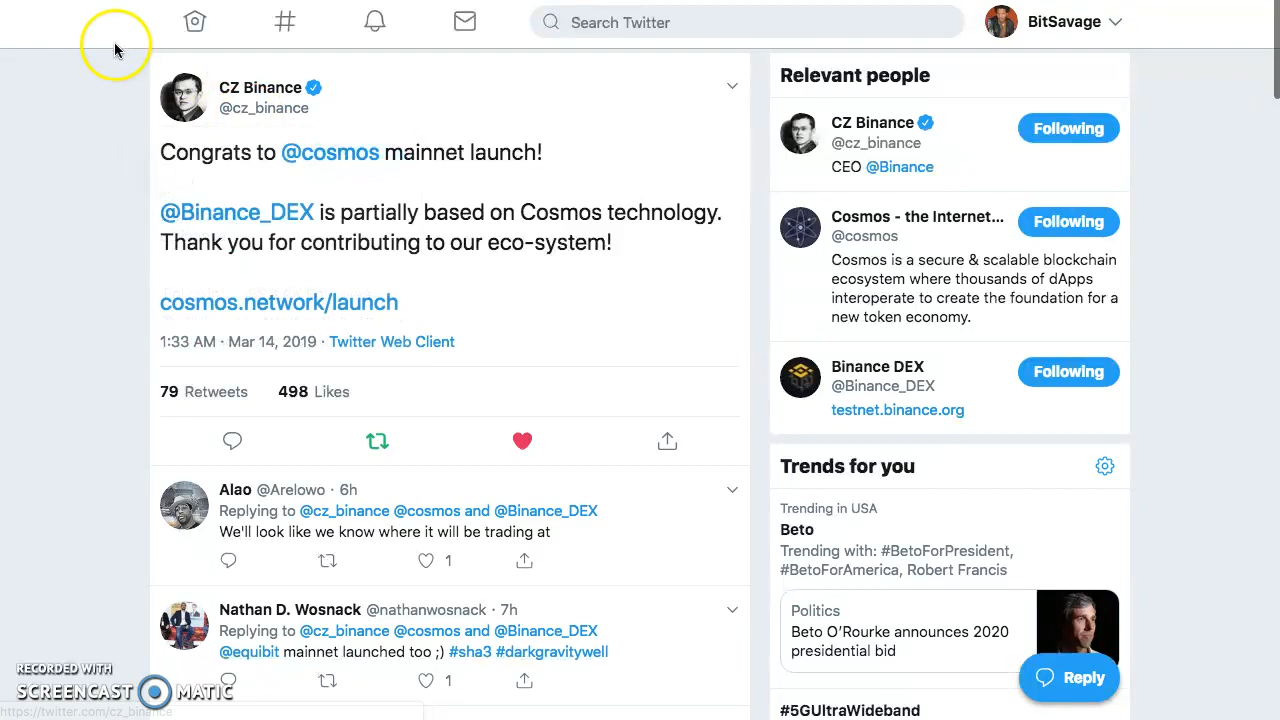 Search Twitter
BitSavage
CZ Binance
@cz_binance
Congrats to @cosmos mainnet launch!
@Binance_DEX is partially based on Cosmos technology.
Thank you for contributing to our eco-system!
cosmos.network/launch
1:33 AM · Mar 14, 2019 · Twitter Web Client
79 Retweets 498 Likes
Alao @Arelowo · 6h
Replying to @cz_binance @cosmos and @Binance_DEX
We'll look like we know where it will be trading at
1
Nathan D. Wosnack @nathanwosnack · 7h
Replying to @cz_binance @cosmos and @Binance_DEX
@equibit mainnet launched too ;) #sha3 #darkgravitywell
1
Relevant people
CZ Binance
@cz_binance
Following
CEO @Binance
Cosmos - the Internet...
@cosmos
Following
Cosmos is a secure & scalable blockchain
ecosystem where thousands of dApps
interoperate to create the foundation for a
new token economy.
Binance DEX
@Binance_DEX
Following
testnet.binance.org
Trends for you
Trending in USA
Beto
Trending with: #BetoForPresident,
#BetoForAmerica, Robert Francis
Politics
Beto O'Rourke announces 2020
presidential bid
Reply
#5GUltraWideband
RECORDED WITH
SCREENCAST MATIC
https://twitter.com/cz_binance